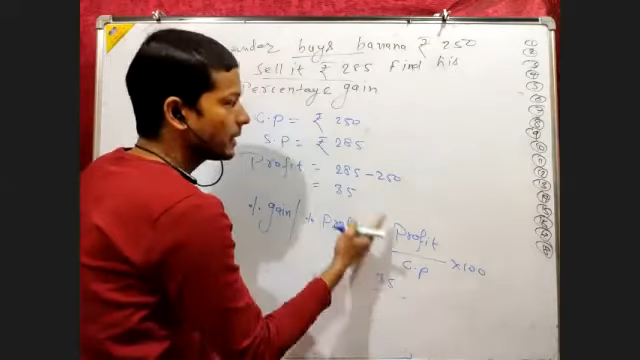 buys banana ₹ 250
Sell it ₹ 285 find his
Percentage gain
C.P = ₹ 250
S.P = ₹ 285
Profit = 285 - 250
= 35
% gain / % Prof
Profit
C.P × 100
35